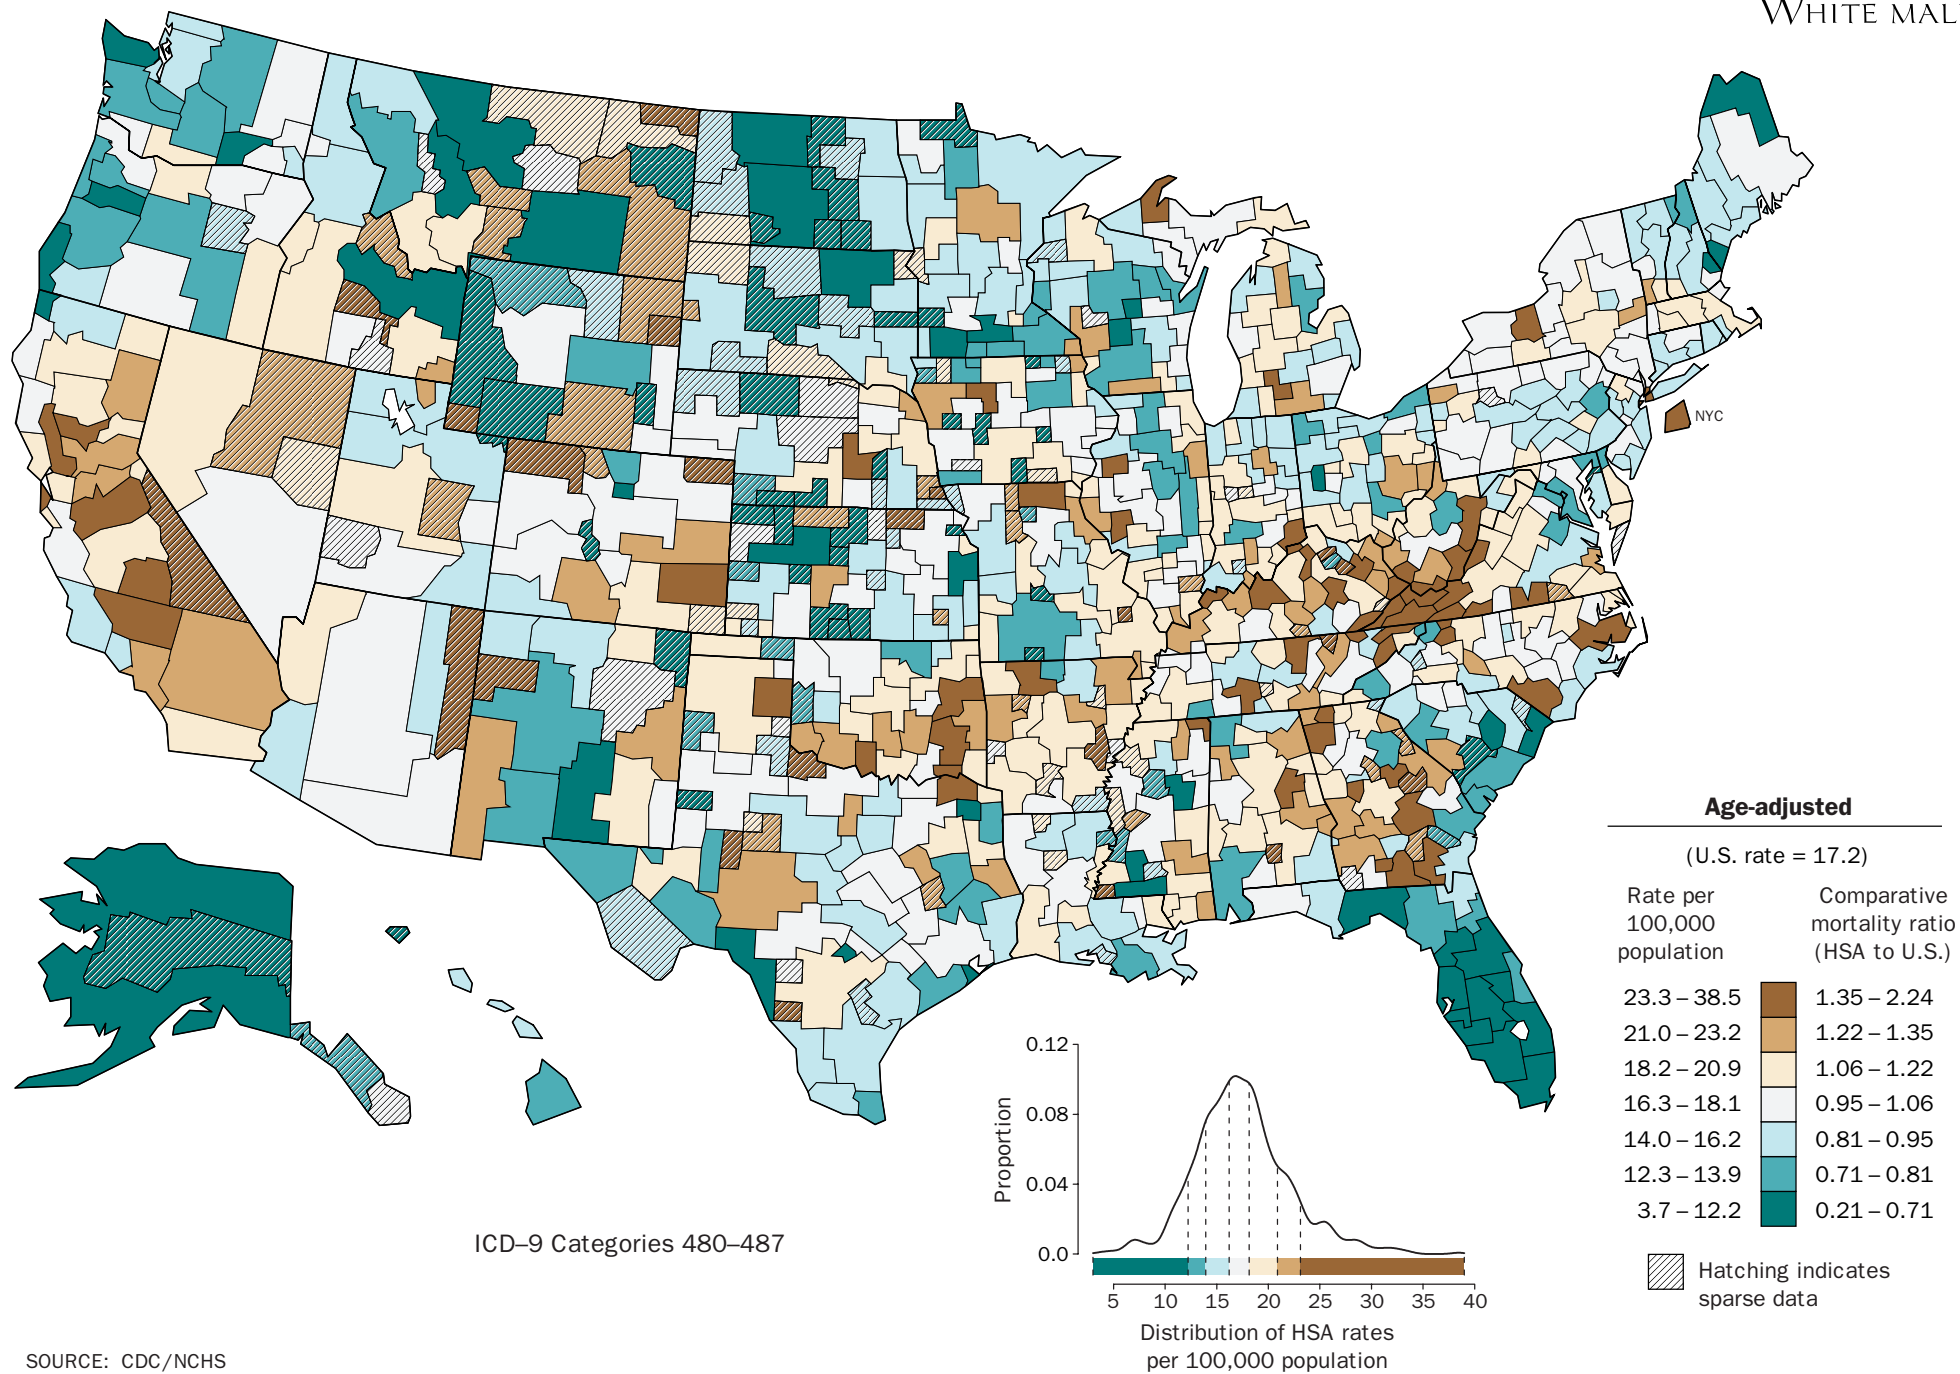 WHITE MAL
NYC
Age-adjusted
(U.S. rate = 17.2)
Rate per
100,000
population
Comparative
mortality ratio
(HSA to U.S.)
23.3 – 38.5 1.35 – 2.24
21.0 – 23.2 1.22 – 1.35
18.2 – 20.9 1.06 – 1.22
16.3 – 18.1 0.95 – 1.06
14.0 – 16.2 0.81 – 0.95
12.3 – 13.9 0.71 – 0.81
3.7 – 12.2 0.21 – 0.71
Hatching indicates
sparse data
0.12
0.08
0.04
0.0
Proportion
5 10 15 20 25 30 35 40
Distribution of HSA rates
per 100,000 population
ICD–9 Categories 480–487
SOURCE: CDC/NCHS